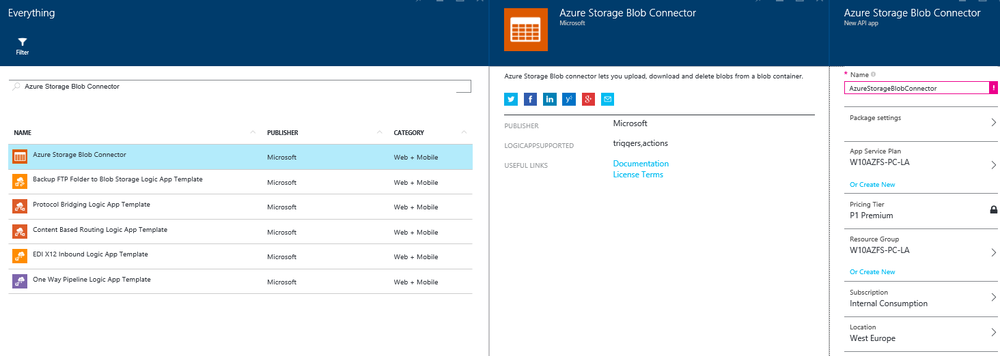 Everything
Filter
Azure Storage Blob Connector
NAME PUBLISHER CATEGORY
Azure Storage Blob Connector Microsoft Web + Mobile
Backup FTP Folder to Blob Storage Logic App Template Microsoft Web + Mobile
Protocol Bridging Logic App Template Microsoft Web + Mobile
Content Based Routing Logic App Template Microsoft Web + Mobile
EDI X12 Inbound Logic App Template Microsoft Web + Mobile
One Way Pipeline Logic App Template Microsoft Web + Mobile
Azure Storage Blob Connector
Microsoft
Azure Storage Blob connector lets you upload, download and delete blobs from a blob container.
PUBLISHER Microsoft
LOGICAPPSUPPORTED triggers,actions
USEFUL LINKS Documentation
License Terms
Azure Storage Blob Connector
New API app
* Name
AzureStorageBlobConnector !
Package settings
App Service Plan
W10AZFS-PC-LA
Or Create New
Pricing Tier
P1 Premium
Resource Group
W10AZFS-PC-LA
Or Create New
Subscription
Internal Consumption
Location
West Europe